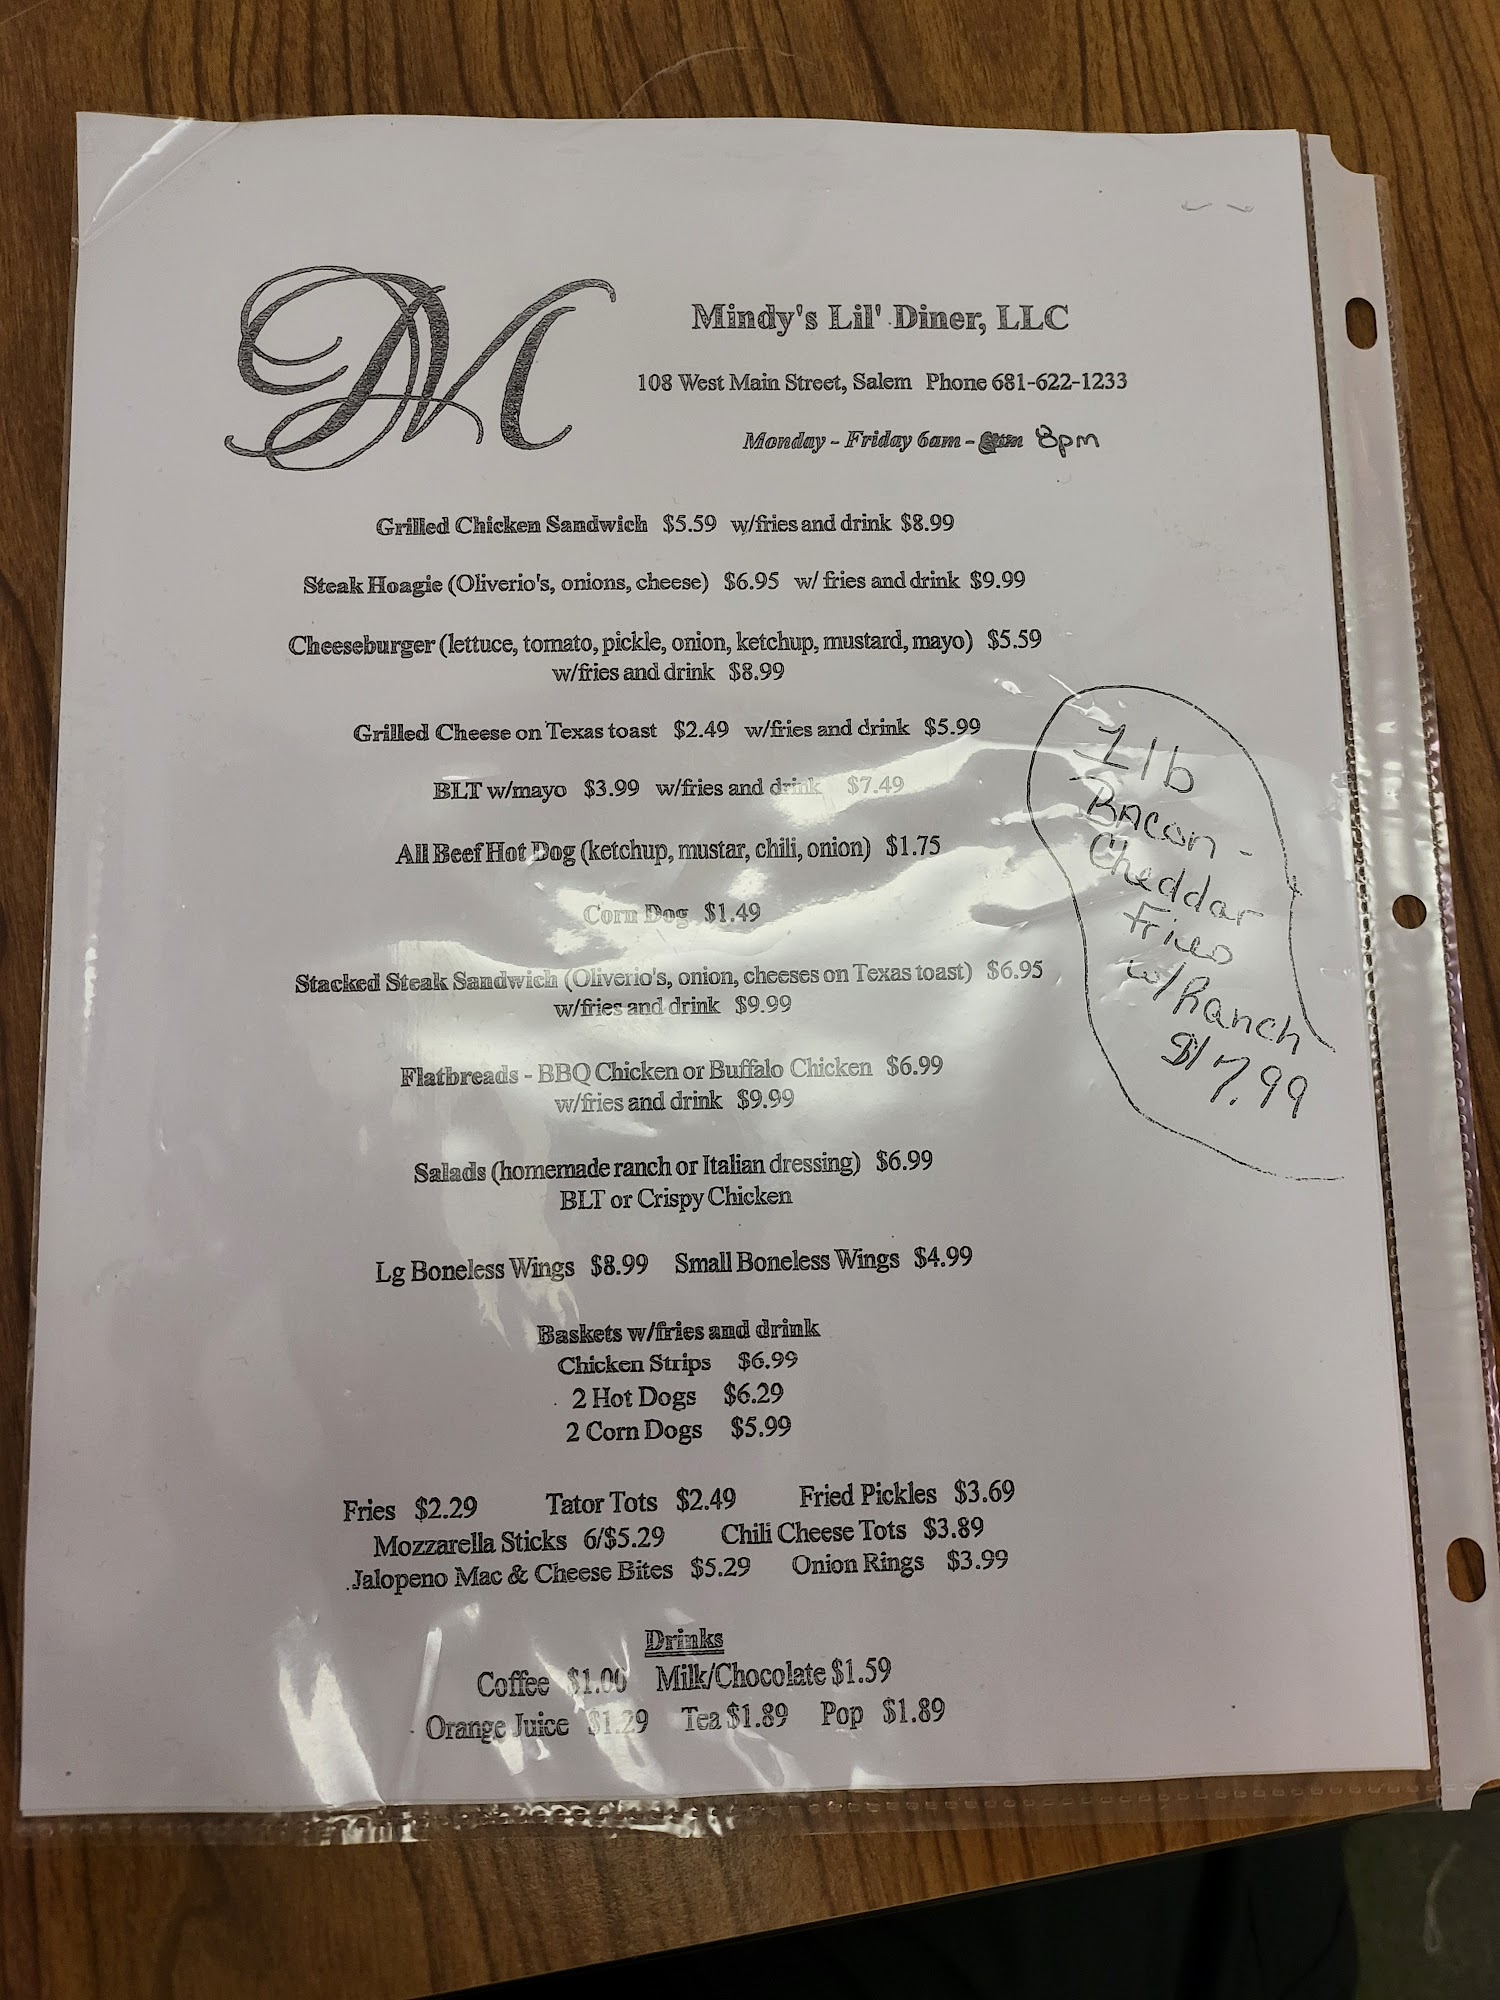 M
Mindy's Lil' Diner, LLC
108 West Main Street, Salem Phone 681-622-1233
Monday - Friday 6am - 8pm
Grilled Chicken Sandwich $5.59 w/fries and drink $8.99
Steak Hoagie (Oliverio's, onions, cheese) $6.95 w/ fries and drink $9.99
Cheeseburger (lettuce, tomato, pickle, onion, ketchup, mustard, mayo) $5.59
w/fries and drink $8.99
Grilled Cheese on Texas toast $2.49 w/fries and drink $5.99
BLT w/mayo $3.99 w/fries and drink $7.49
All Beef Hot Dog (ketchup, mustar, chili, onion) $1.75
Corn Dog $1.49
Stacked Steak Sandwich (Oliverio's, onion, cheeses on Texas toast) $6.95
w/fries and drink $9.99
Flatbreads - BBQ Chicken or Buffalo Chicken $6.99
w/fries and drink $9.99
Salads (homemade ranch or Italian dressing) $6.99
BLT or Crispy Chicken
Lg Boneless Wings $8.99 Small Boneless Wings $4.99
Baskets w/fries and drink
Chicken Strips $6.99
2 Hot Dogs $6.29
2 Corn Dogs $5.99
Fries $2.29 Tator Tots $2.49 Fried Pickles $3.69
Mozzarella Sticks 6/$5.29 Chili Cheese Tots $3.89
Jalopeno Mac & Cheese Bites $5.29 Onion Rings $3.99
Drinks
Coffee $1.00 Milk/Chocolate $1.59
Orange Juice $1.29 Tea $1.89 Pop $1.89
1 lb
Bacon -
Cheddar
Fries
w/Ranch
$17.99